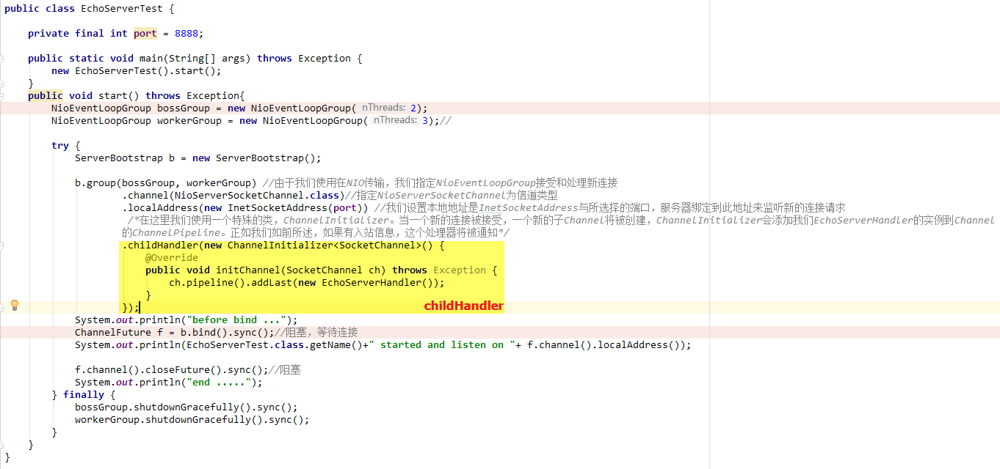 public class EchoServerTest {
private final int port = 8888;
public static void main(String[] args) throws Exception {
new EchoServerTest().start();
}
public void start() throws Exception{
NioEventLoopGroup bossGroup = new NioEventLoopGroup( nThreads: 2);
NioEventLoopGroup workerGroup = new NioEventLoopGroup( nThreads: 3);//
try {
ServerBootstrap b = new ServerBootstrap();
b.group(bossGroup, workerGroup) //由于我们使用在NIO传输，我们指定NioEventLoopGroup接受和处理新连接
.channel(NioServerSocketChannel.class)//指定NioServerSocketChannel为信道类型
.localAddress(new InetSocketAddress(port)) //我们设置本地地址是InetSocketAddress与所选择的端口，服务器绑定到此地址来监听新的连接请求
/*在这里我们使用一个特殊的类，ChannelInitializer。当一个新的连接被接受，一个新的子Channel将被创建，ChannelInitializer会添加我们EchoServerHandler的实例到Channel
的ChannelPipeline。正如我们如前所述，如果有入站信息，这个处理器将被通知*/
.childHandler(new ChannelInitializer<SocketChannel>() {
@Override
public void initChannel(SocketChannel ch) throws Exception {
ch.pipeline().addLast(new EchoServerHandler());
}
}); childHandler
System.out.println("before bind ...");
ChannelFuture f = b.bind().sync();//阻塞，等待连接
System.out.println(EchoServerTest.class.getName()+" started and listen on "+ f.channel().localAddress());
f.channel().closeFuture().sync();//阻塞
System.out.println("end .....");
} finally {
bossGroup.shutdownGracefully().sync();
workerGroup.shutdownGracefully().sync();
}
}
}